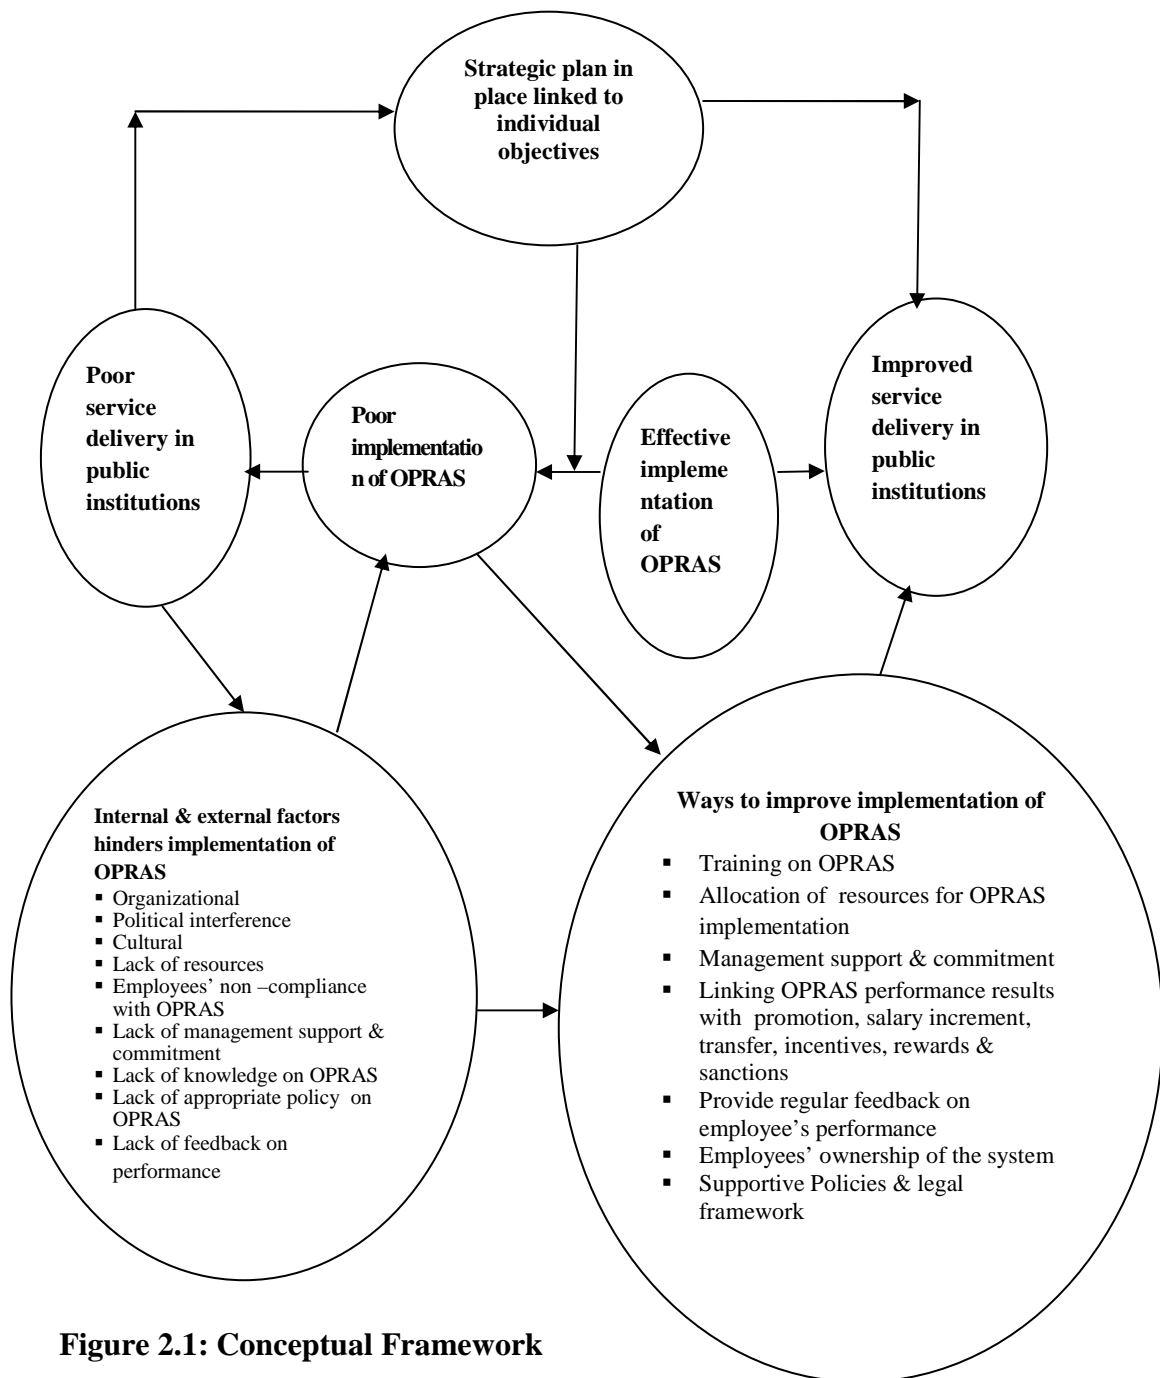 Strategic plan in
place linked to
individual
objectives
Poor
service
delivery in
public
institutions
Poor
implementatio
n of OPRAS
Effective
impleme
ntation
of
OPRAS
Improved
service
delivery in
public
institutions
Internal & external factors
hinders implementation of
OPRAS
▪ Organizational
▪ Political interference
▪ Cultural
▪ Lack of resources
▪ Employees’ non –compliance
with OPRAS
▪ Lack of management support &
commitment
▪ Lack of knowledge on OPRAS
▪ Lack of appropriate policy on
OPRAS
▪ Lack of feedback on
performance
Ways to improve implementation of
OPRAS
▪ Training on OPRAS
▪ Allocation of resources for OPRAS
implementation
▪ Management support & commitment
▪ Linking OPRAS performance results
with promotion, salary increment,
transfer, incentives, rewards &
sanctions
▪ Provide regular feedback on
employee’s performance
▪ Employees’ ownership of the system
▪ Supportive Policies & legal
framework
Figure 2.1: Conceptual Framework